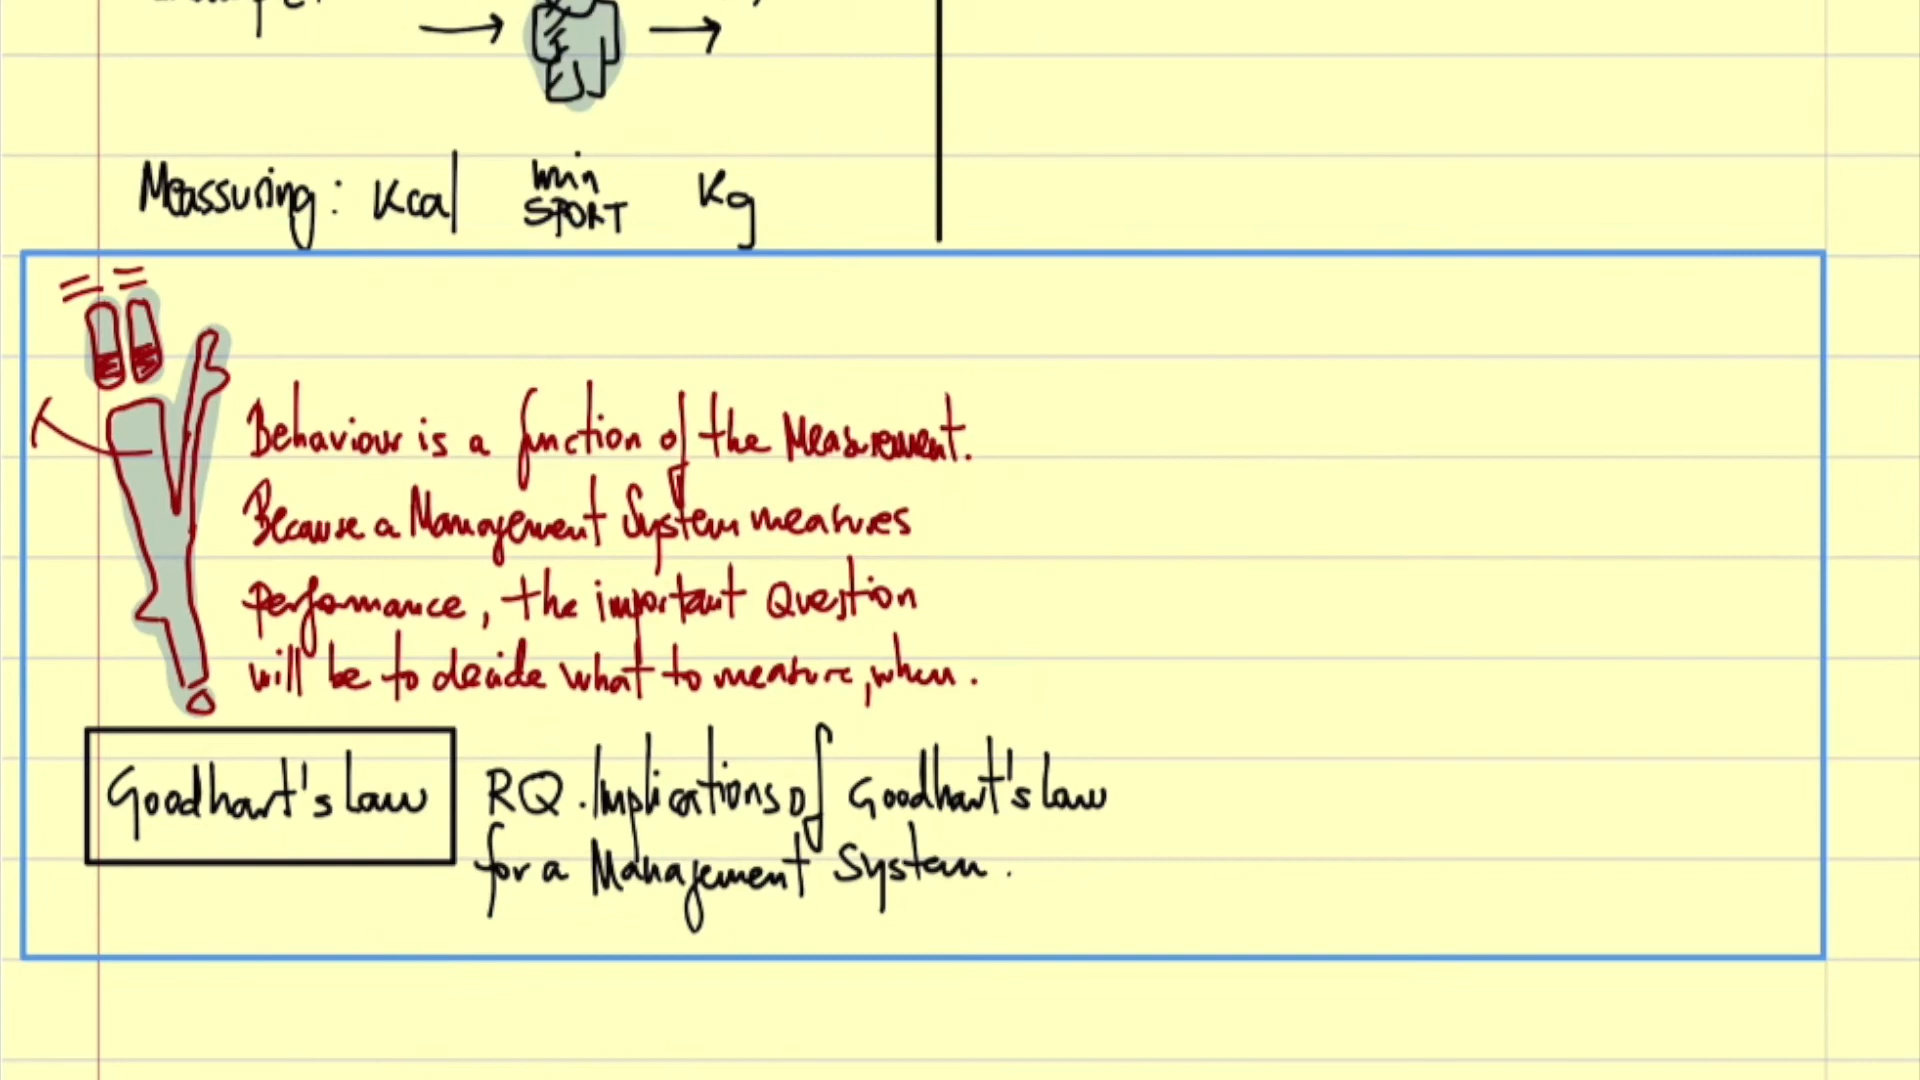 Meassuring: Kcal min SPORT Kg
Behaviour is a function of the Measurement.
Because a Management System measures
performance, the important Question
will be to decide what to measure, when.
Goodhart's Law
RQ. Implications of Goodhart's Law
for a Management System.